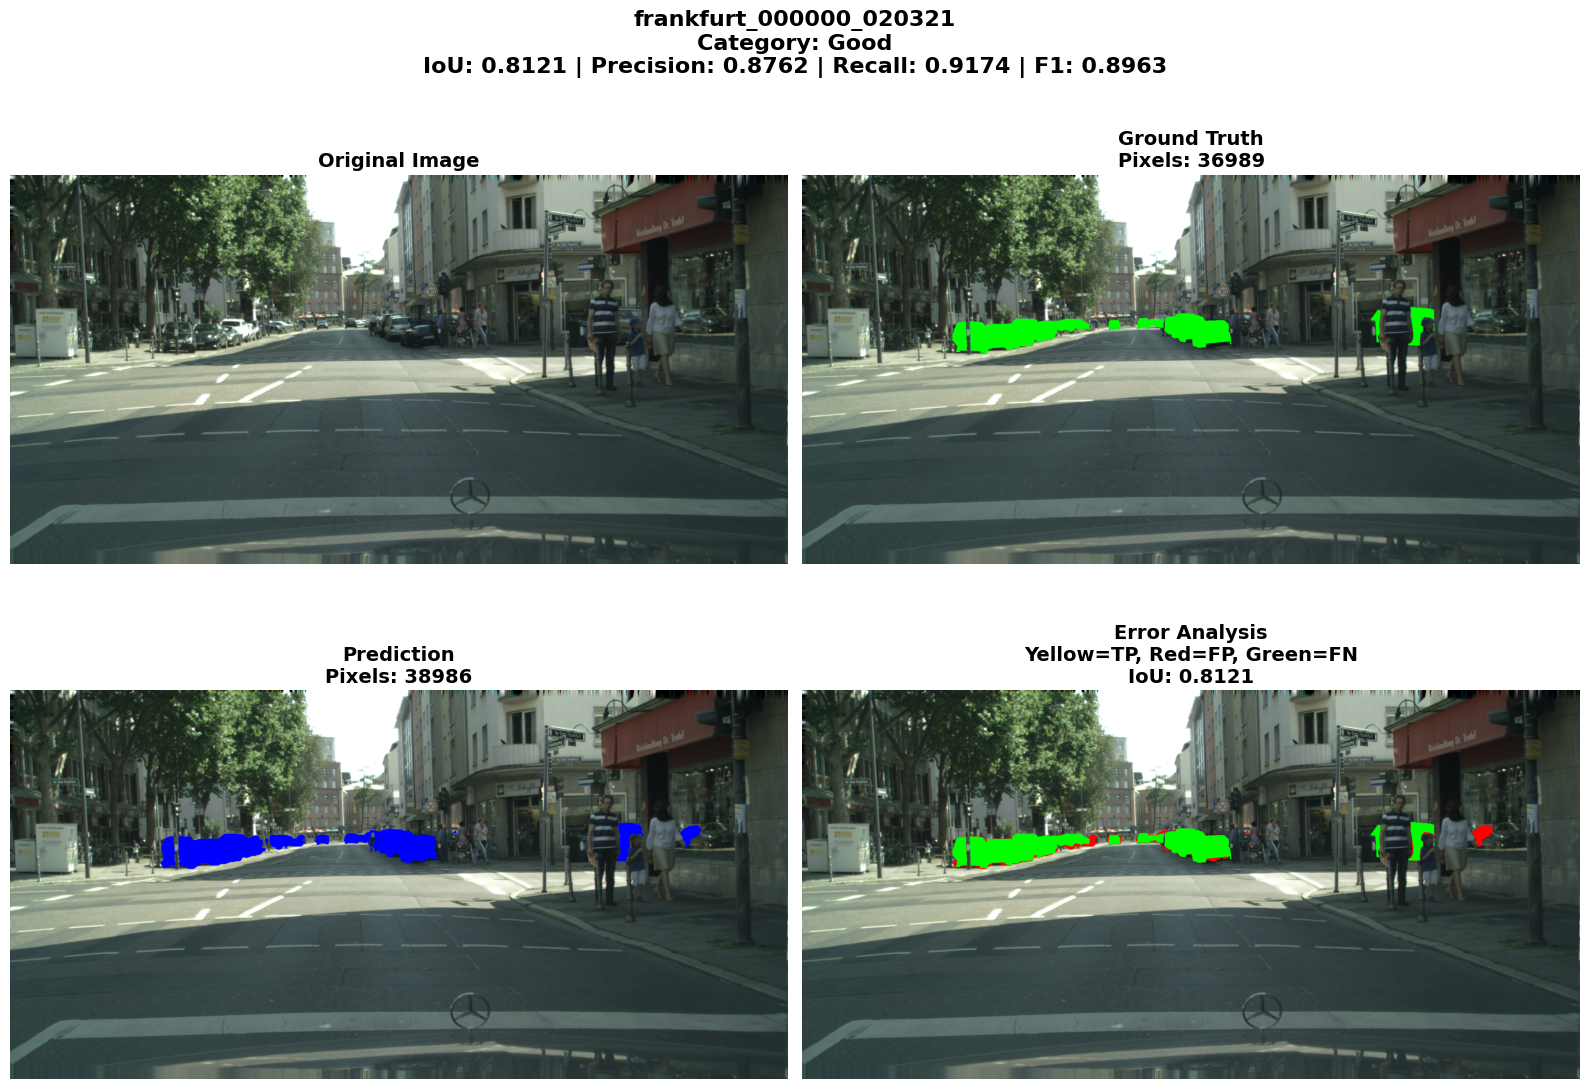 frankfurt_000000_020321
Category: Good
IoU: 0.8121 | Precision: 0.8762 | Recall: 0.9174 | F1: 0.8963
Original Image
Ground Truth
Pixels: 36989
Prediction
Pixels: 38986
Error Analysis
Yellow=TP, Red=FP, Green=FN
IoU: 0.8121